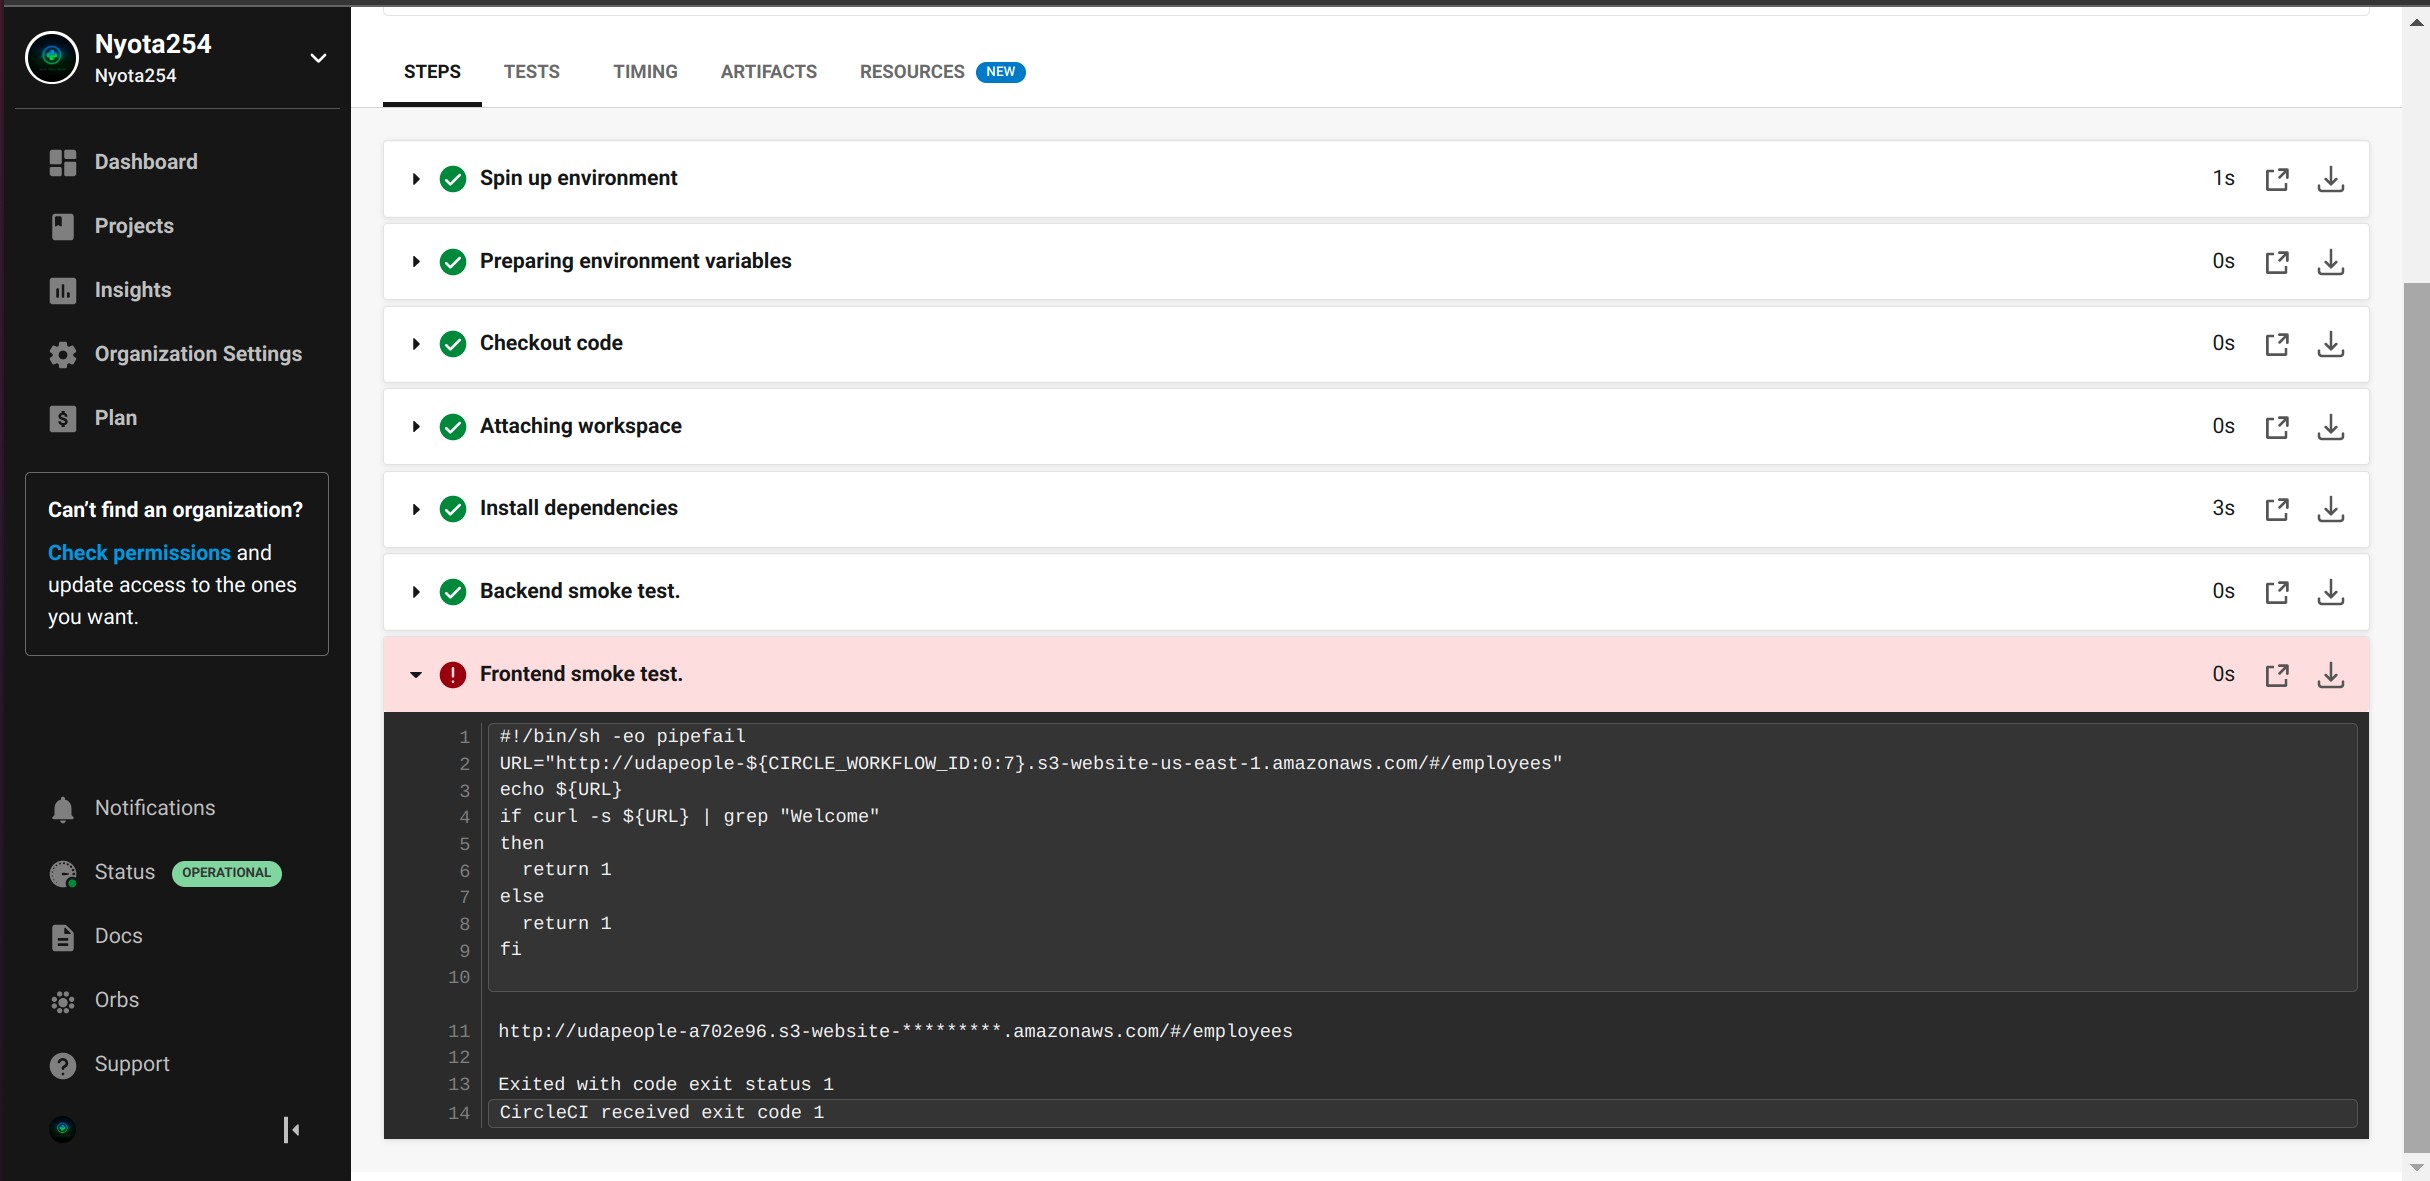 Nyota254
Nyota254
Dashboard
Projects
Insights
Organization Settings
Plan
Can't find an organization?
Check permissions and
update access to the ones
you want.
Notifications
Status OPERATIONAL
Docs
Orbs
Support
STEPS TESTS TIMING ARTIFACTS RESOURCES NEW
Spin up environment 1s
Preparing environment variables 0s
Checkout code 0s
Attaching workspace 0s
Install dependencies 3s
Backend smoke test. 0s
Frontend smoke test. 0s
1 #!/bin/sh -eo pipefail
2 URL="http://udapeople-${CIRCLE_WORKFLOW_ID:0:7}.s3-website-us-east-1.amazonaws.com/#/employees"
3 echo ${URL}
4 if curl -s ${URL} | grep "Welcome"
5 then
6   return 1
7 else
8   return 1
9 fi
10
11 http://udapeople-a702e96.s3-website-*********.amazonaws.com/#/employees
12
13 Exited with code exit status 1
14 CircleCI received exit code 1